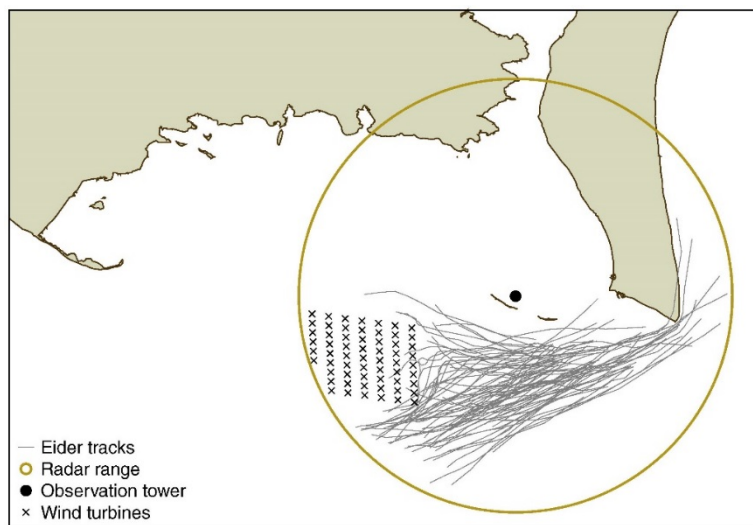 Eider tracks
Radar range
Observation tower
Wind turbines